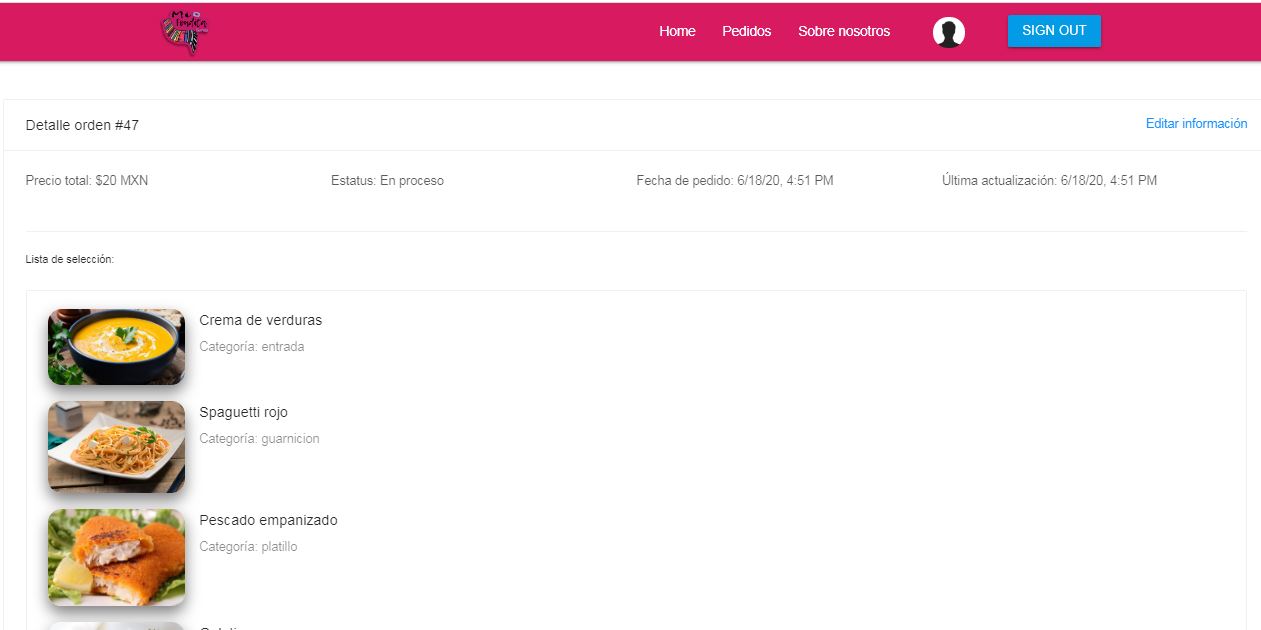 Mi
Fondita
Home Pedidos Sobre nosotros SIGN OUT
Detalle orden #47 Editar información
Precio total: $20 MXN Estatus: En proceso Fecha de pedido: 6/18/20, 4:51 PM Última actualización: 6/18/20, 4:51 PM
Lista de selección:
Crema de verduras
Categoría: entrada
Spaguetti rojo
Categoría: guarnicion
Pescado empanizado
Categoría: platillo